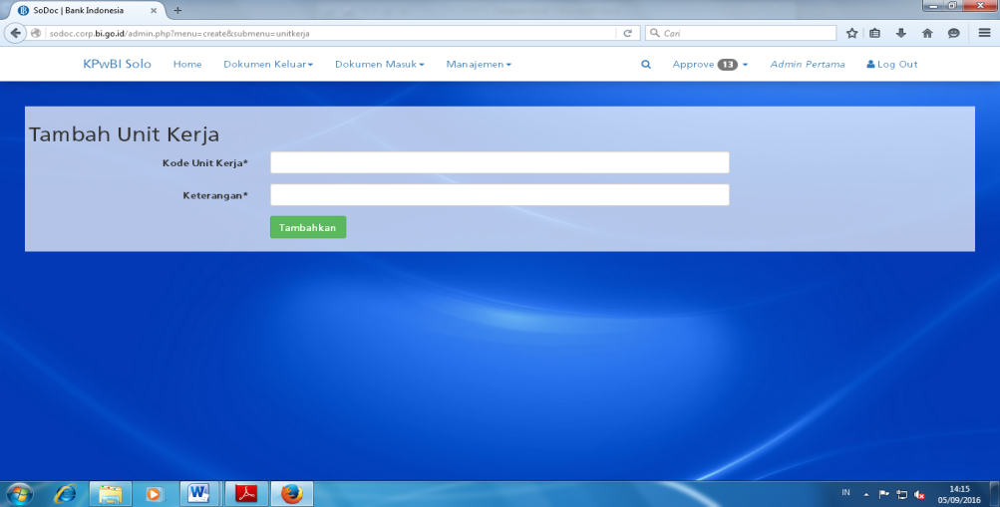 SoDoc | Bank Indonesia × +
sodoc.corp.bi.go.id/admin.php?menu=create&submenu=unitkerja Cari
KPwBI Solo Home Dokumen Keluar Dokumen Masuk Manajemen Approve 13 Admin Pertama Log Out
Tambah Unit Kerja
Kode Unit Kerja*
Keterangan*
Tambahkan
IN 14:15
05/09/2016